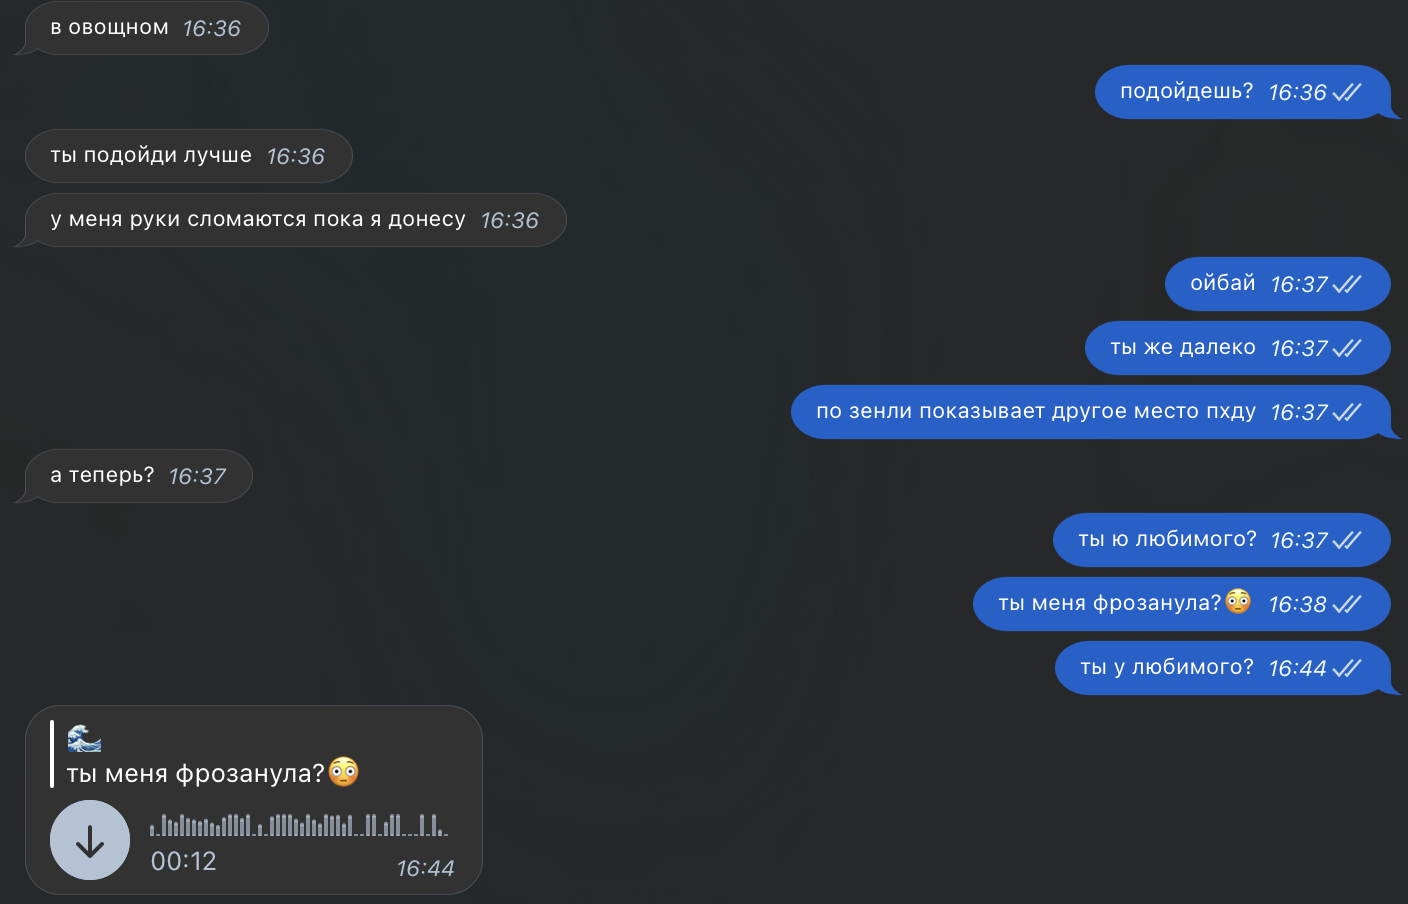 в овощном 16:36
подойдешь? 16:36
ты подойди лучше 16:36
у меня руки сломаются пока я донесу 16:36
ойбай 16:37
ты же далеко 16:37
по зенли показывает другое место пхду 16:37
а теперь? 16:37
ты ю любимого? 16:37
ты меня фрозанула?😳 16:38
ты у любимого? 16:44
🌊
ты меня фрозанула?😳
00:12 16:44